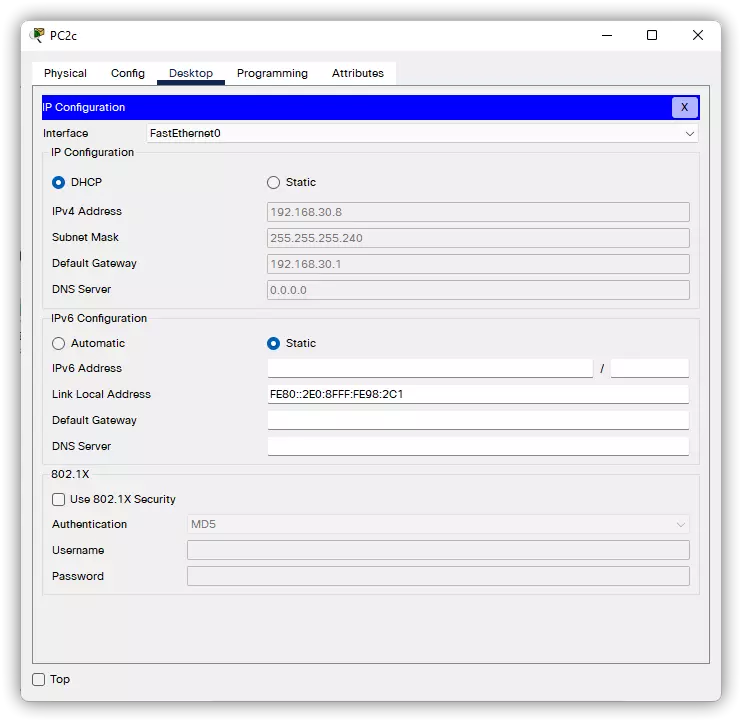 PC2c
Physical Config Desktop Programming Attributes
IP Configuration X
Interface FastEthernet0
IP Configuration
DHCP Static
IPv4 Address 192.168.30.8
Subnet Mask 255.255.255.240
Default Gateway 192.168.30.1
DNS Server 0.0.0.0
IPv6 Configuration
Automatic Static
IPv6 Address /
Link Local Address FE80::2E0:8FFF:FE98:2C1
Default Gateway
DNS Server
802.1X
Use 802.1X Security
Authentication MD5
Username
Password
Top